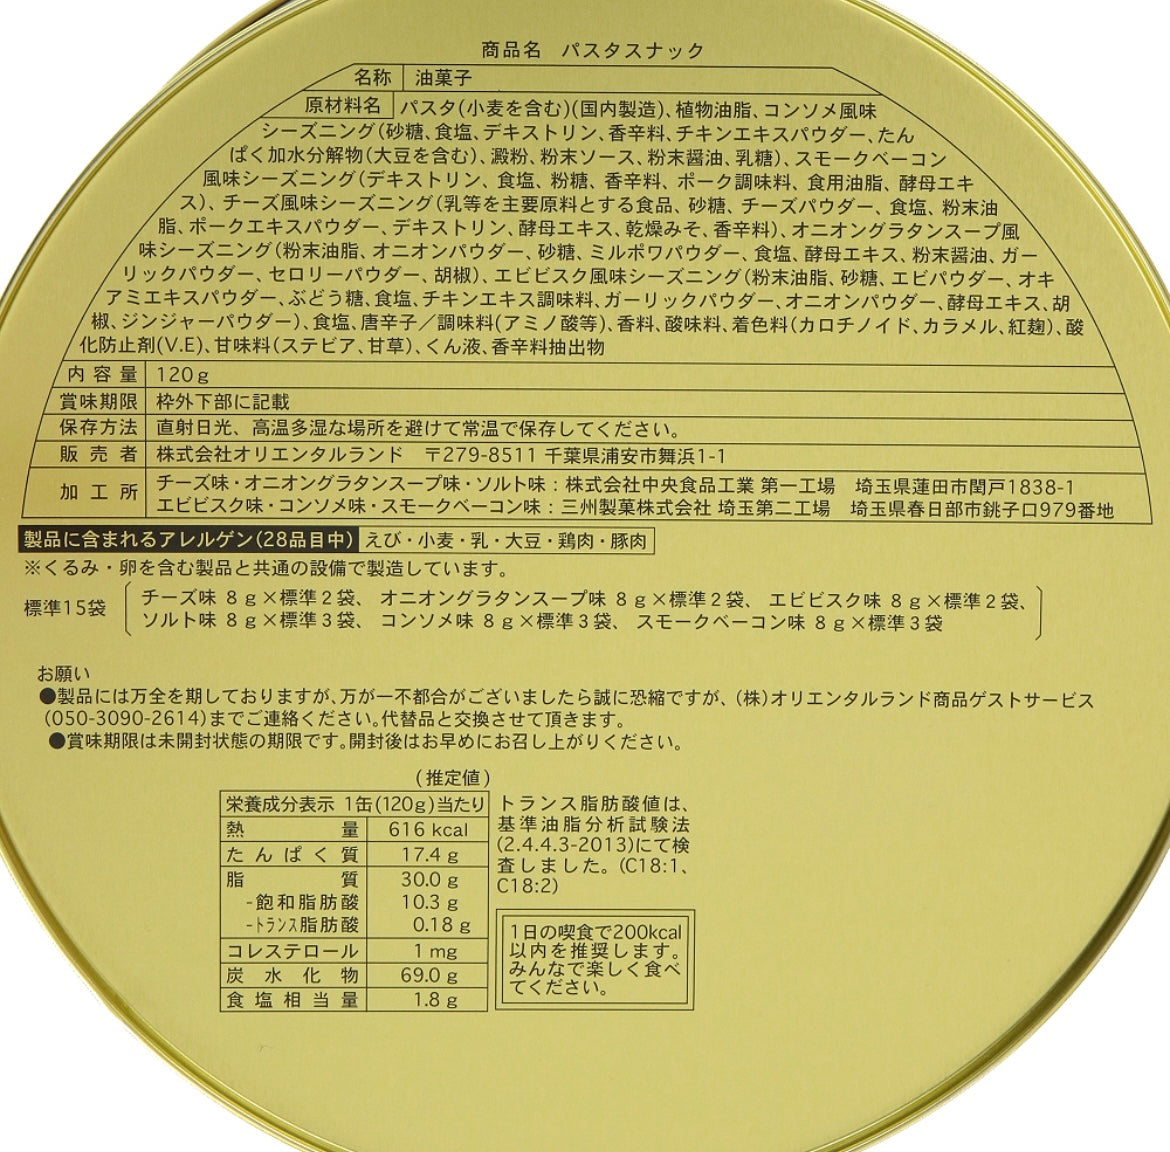 商品名 パスタスナック
名称 油菓子
原材料名 パスタ(小麦を含む)(国内製造)、植物油脂、コンソメ風味
シーズニング(砂糖、食塩、デキストリン、香辛料、チキンエキスパウダー、たん
ぱく加水分解物(大豆を含む)、澱粉、粉末ソース、粉末醤油、乳糖)、スモークベーコン
風味シーズニング(デキストリン、食塩、粉糖、香辛料、ポーク調味料、食用油脂、酵母エキ
ス)、チーズ風味シーズニング(乳等を主要原料とする食品、砂糖、チーズパウダー、食塩、粉末油
脂、ポークエキスパウダー、デキストリン、酵母エキス、乾燥みそ、香辛料)、オニオングラタンスープ風
味シーズニング(粉末油脂、オニオンパウダー、砂糖、ミルポワパウダー、食塩、酵母エキス、粉末醤油、ガー
リックパウダー、セロリーパウダー、胡椒)、エビビスク風味シーズニング(粉末油脂、砂糖、エビパウダー、オキ
アミエキスパウダー、ぶどう糖、食塩、チキンエキス調味料、ガーリックパウダー、オニオンパウダー、酵母エキス、胡
椒、ジンジャーパウダー)、食塩、唐辛子／調味料(アミノ酸等)、香料、酸味料、着色料(カロチノイド、カラメル、紅麹)、酸
化防止剤(V.E)、甘味料(ステビア、甘草)、くん液、香辛料抽出物
内容量 120g
賞味期限 枠外下部に記載
保存方法 直射日光、高温多湿な場所を避けて常温で保存してください。
販売者 株式会社オリエンタルランド 〒279-8511 千葉県浦安市舞浜1-1
加工所 チーズ味・オニオングラタンスープ味・ソルト味：株式会社中央食品工業 第一工場 埼玉県蓮田市閏戸1838-1
エビビスク味・コンソメ味・スモークベーコン味：三州製菓株式会社 埼玉第二工場 埼玉県春日部市銚子口979番地
製品に含まれるアレルゲン(28品目中) えび・小麦・乳・大豆・鶏肉・豚肉
※くるみ・卵を含む製品と共通の設備で製造しています。
標準15袋 チーズ味 8g×標準2袋、 オニオングラタンスープ味 8g×標準2袋、 エビビスク味 8g×標準2袋、
ソルト味 8g×標準3袋、 コンソメ味 8g×標準3袋、 スモークベーコン味 8g×標準3袋
お願い
●製品には万全を期しておりますが、万が一不都合がございましたら誠に恐縮ですが、(株)オリエンタルランド商品ゲストサービス
(050-3090-2614)までご連絡ください。代替品と交換させて頂きます。
●賞味期限は未開封状態の期限です。開封後はお早めにお召し上がりください。
(推定値)
栄養成分表示 1缶(120g)当たり
熱量 616 kcal
たんぱく質 17.4 g
脂質 30.0 g
-飽和脂肪酸 10.3 g
-トランス脂肪酸 0.18 g
コレステロール 1 mg
炭水化物 69.0 g
食塩相当量 1.8 g
トランス脂肪酸値は、
基準油脂分析試験法
(2.4.4.3-2013)にて検
査しました。(C18:1、
C18:2)
1日の喫食で200kcal
以内を推奨します。
みんなで楽しく食べ
てください。